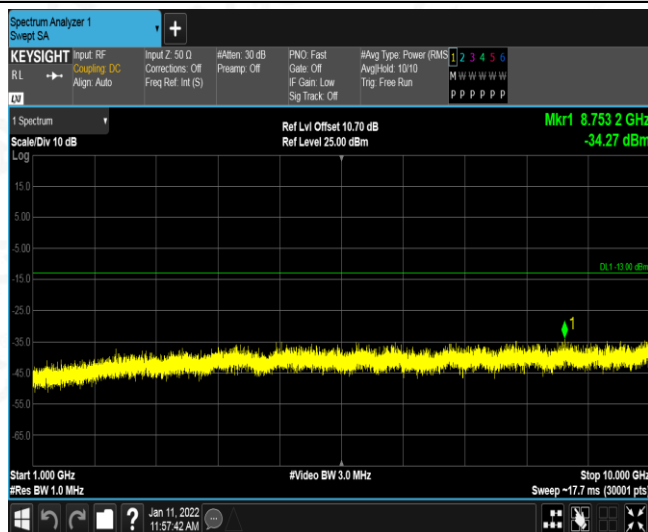 Spectrum Analyzer 1
Swept SA
+
KEYSIGHT
RL
LXI
Input: RF
Coupling: DC
Align: Auto
Input Z: 50 Ω
Corrections: Off
Freq Ref: Int (S)
#Atten: 30 dB
Preamp: Off
PNO: Fast
Gate: Off
IF Gain: Low
Sig Track: Off
#Avg Type: Power (RMS
Avg|Hold: 10/10
Trig: Free Run
1 2 3 4 5 6
M W W W W W
P P P P P P
1 Spectrum
Scale/Div 10 dB
Log
Ref Lvl Offset 10.70 dB
Ref Level 25.00 dBm
Mkr1 8.753 2 GHz
-34.27 dBm
15.0
5.00
-5.00
DL1 -13.00 dBm
-15.0
-25.0
1
-35.0
-45.0
-55.0
-65.0
Start 1.000 GHz
#Res BW 1.0 MHz
#Video BW 3.0 MHz
Stop 10.000 GHz
Sweep ~17.7 ms (30001 pts)
?
Jan 11, 2022
11:57:42 AM